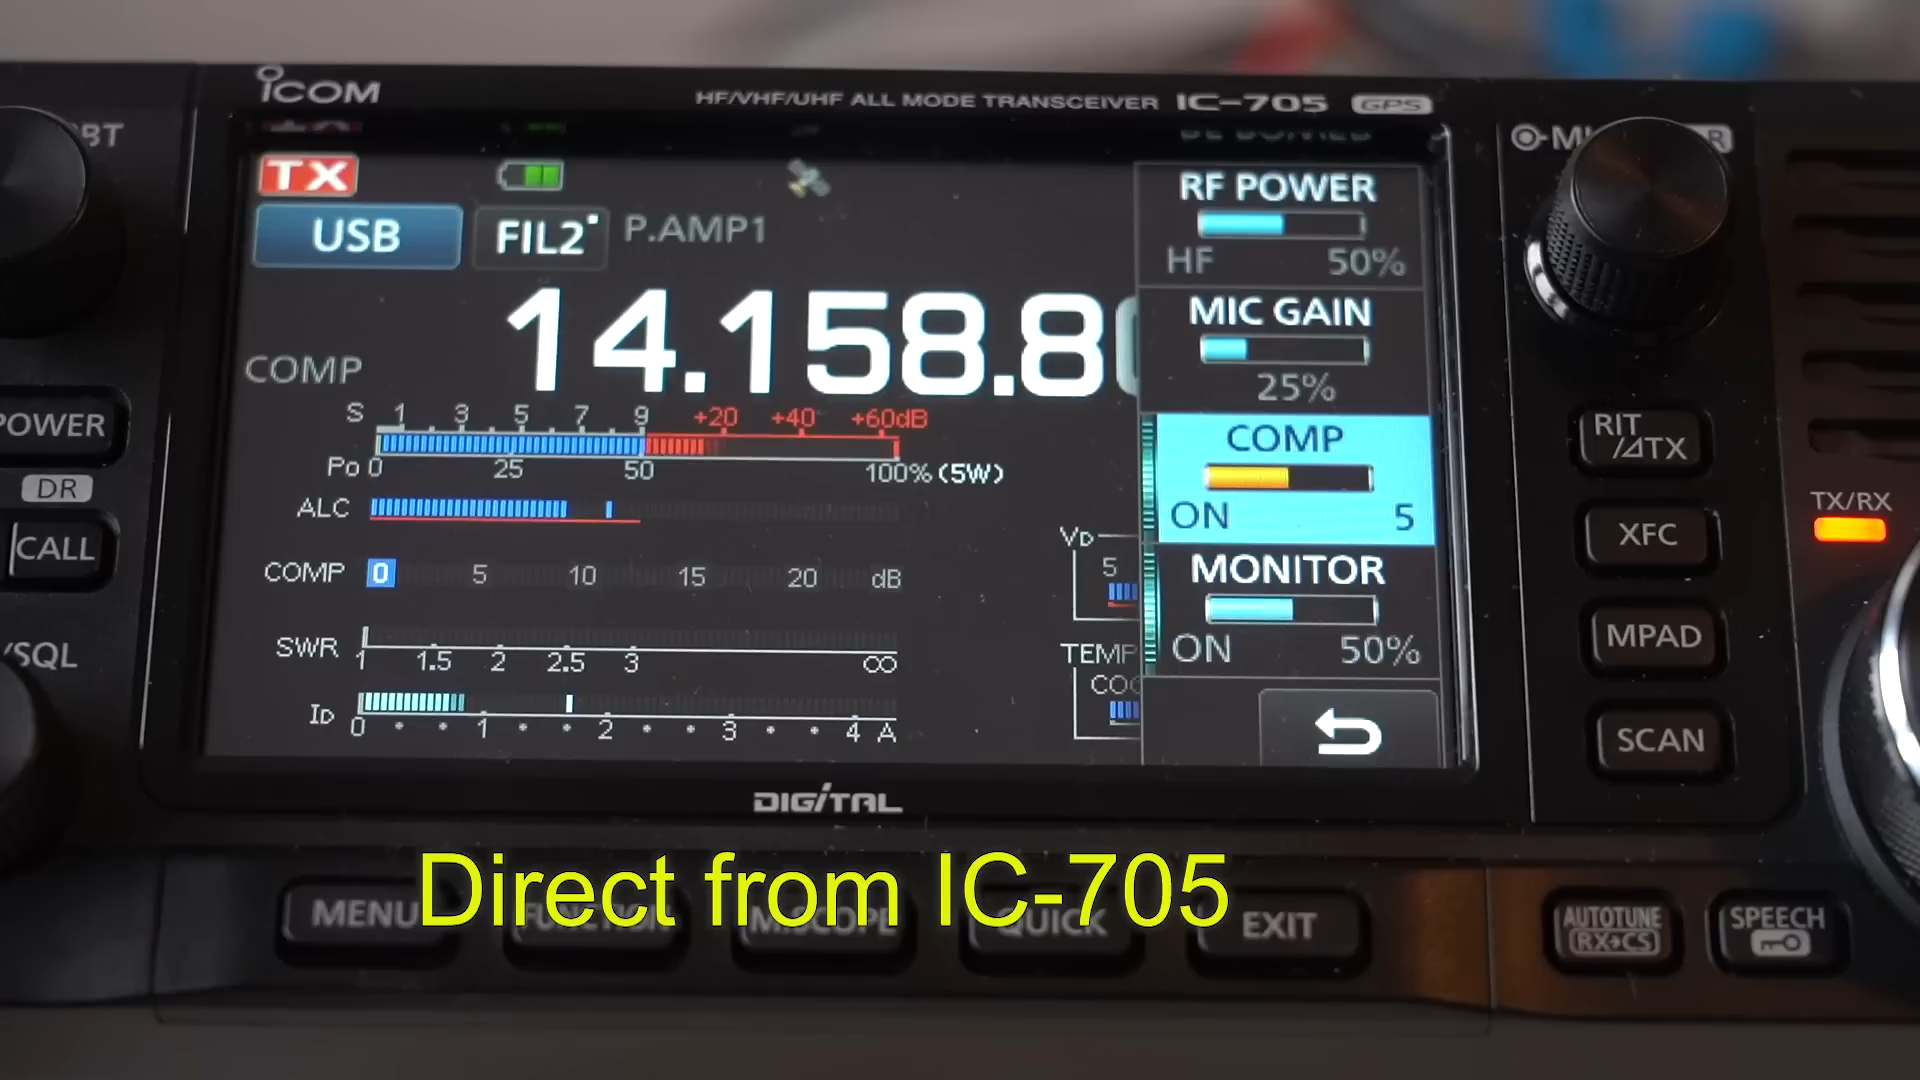 ICOM
HF/VHF/UHF ALL MODE TRANSCEIVER IC-705 GPS
TX
USB
FIL2
P.AMP1
14.158.8
COMP
S 1 3 5 7 9 +20 +40 +60dB
Po 0 25 50 100% (5W)
ALC
COMP 0 5 10 15 20 dB
SWR 1 1.5 2 2.5 3 ∞
ID 0 1 2 3 4 A
VD
5
TEMP
RF POWER
HF 50%
MIC GAIN
25%
COMP
ON 5
MONITOR
ON 50%
POWER
DR
CALL
/SQL
RIT
/⊿TX
XFC
MPAD
SCAN
TX/RX
DIGITAL
Direct from IC-705
MENU
FUNCTION
M.SCOPE
QUICK
EXIT
AUTOTUNE
RX→CS
SPEECH